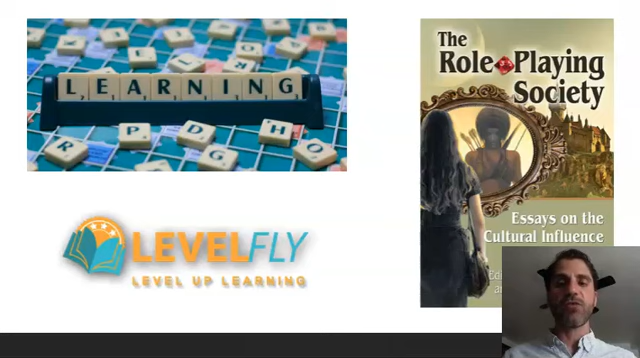 LEARNING
R P D H
G O
LEVELFLY
LEVEL UP LEARNING
The
Role Playing
Society
Essays on the
Cultural Influence